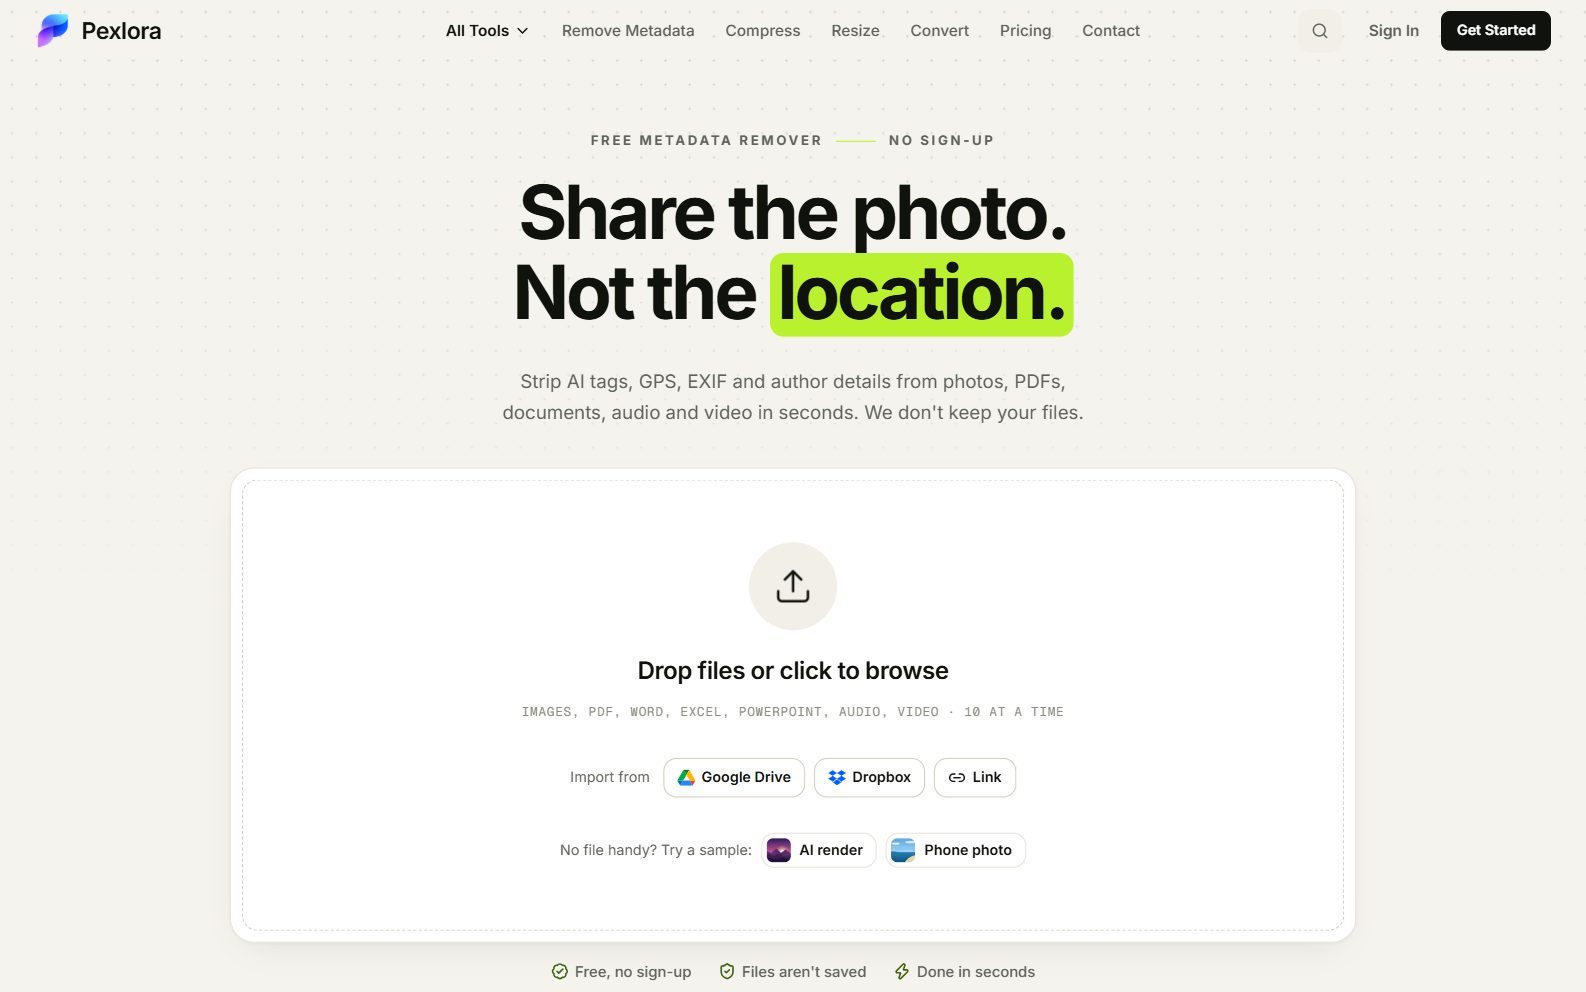 Pexlora
All Tools Remove Metadata Compress Resize Convert Pricing Contact
Sign In Get Started
FREE METADATA REMOVER NO SIGN-UP
Share the photo.
Not the location.
Strip AI tags, GPS, EXIF and author details from photos, PDFs,
documents, audio and video in seconds. We don't keep your files.
Drop files or click to browse
IMAGES, PDF, WORD, EXCEL, POWERPOINT, AUDIO, VIDEO · 10 AT A TIME
Import from Google Drive Dropbox Link
No file handy? Try a sample: AI render Phone photo
Free, no sign-up Files aren't saved Done in seconds